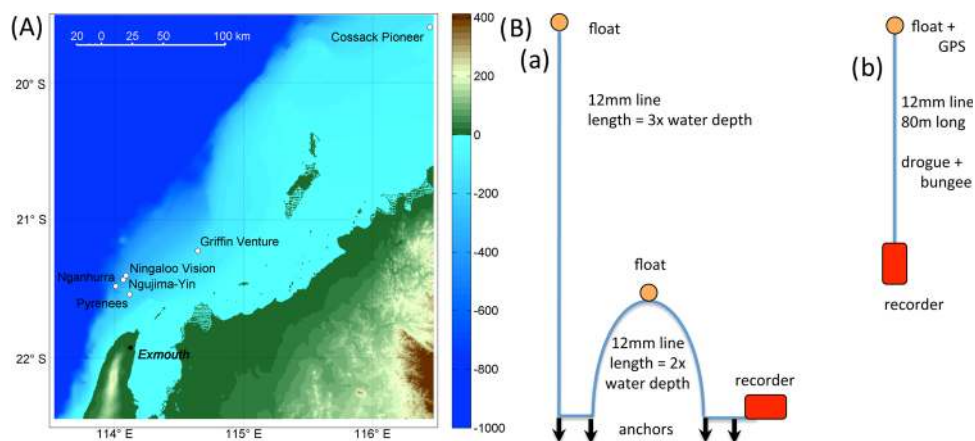 (A)
20 0 25 50 100 km
Cossack Pioneer
20° S
21° S
22° S
Griffin Venture
Ningaloo Vision
Nganhurra
Ngujima-Yin
Pyrenees
Exmouth
114° E
115° E
116° E
400
200
0
-200
-400
-600
-800
-1000
(B)
(a)
float
12mm line
length = 3x water depth
float
12mm line
length = 2x
water depth
recorder
anchors
(b)
float +
GPS
12mm line
80m long
drogue +
bungee
recorder